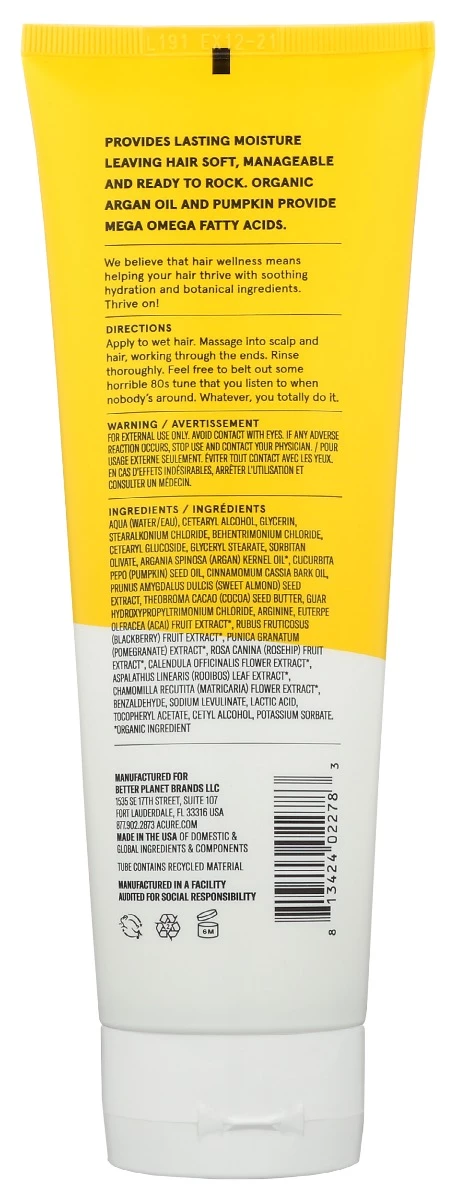 L191 EX12-21
PROVIDES LASTING MOISTURE
LEAVING HAIR SOFT, MANAGEABLE
AND READY TO ROCK. ORGANIC
ARGAN OIL AND PUMPKIN PROVIDE
MEGA OMEGA FATTY ACIDS.
We believe that hair wellness means
helping your hair thrive with soothing
hydration and botanical ingredients.
Thrive on!
DIRECTIONS
Apply to wet hair. Massage into scalp and
hair, working through the ends. Rinse
thoroughly. Feel free to belt out some
horrible 80s tune that you listen to when
nobody's around. Whatever, you totally do it.
WARNING / AVERTISSEMENT
FOR EXTERNAL USE ONLY. AVOID CONTACT WITH EYES. IF ANY ADVERSE
REACTION OCCURS, STOP USE AND CONTACT YOUR PHYSICIAN. / POUR
USAGE EXTERNE SEULEMENT. ÉVITER TOUT CONTACT AVEC LES YEUX.
EN CAS D'EFFETS INDÉSIRABLES, ARRÊTER L'UTILISATION ET
CONSULTER UN MÉDECIN.
INGREDIENTS / INGRÉDIENTS
AQUA (WATER/EAU), CETEARYL ALCOHOL, GLYCERIN,
STEARALKONIUM CHLORIDE, BEHENTRIMONIUM CHLORIDE,
CETEARYL GLUCOSIDE, GLYCERYL STEARATE, SORBITAN
OLIVATE, ARGANIA SPINOSA (ARGAN) KERNEL OIL*, CUCURBITA
PEPO (PUMPKIN) SEED OIL, CINNAMOMUM CASSIA BARK OIL,
PRUNUS AMYGDALUS DULCIS (SWEET ALMOND) SEED
EXTRACT, THEOBROMA CACAO (COCOA) SEED BUTTER, GUAR
HYDROXYPROPYLTRIMONIUM CHLORIDE, ARGININE, EUTERPE
OLERACEA (ACAI) FRUIT EXTRACT*, RUBUS FRUTICOSUS
(BLACKBERRY) FRUIT EXTRACT*, PUNICA GRANATUM
(POMEGRANATE) EXTRACT*, ROSA CANINA (ROSEHIP) FRUIT
EXTRACT*, CALENDULA OFFICINALIS FLOWER EXTRACT*,
ASPALATHUS LINEARIS (ROOIBOS) LEAF EXTRACT*,
CHAMOMILLA RECUTITA (MATRICARIA) FLOWER EXTRACT*,
BENZALDEHYDE, SODIUM LEVULINATE, LACTIC ACID,
TOCOPHERYL ACETATE, CETYL ALCOHOL, POTASSIUM SORBATE.
*ORGANIC INGREDIENT
MANUFACTURED FOR
BETTER PLANET BRANDS LLC
1535 SE 17TH STREET, SUITE 107
FORT LAUDERDALE, FL 33316 USA
877.902.2873 ACURE.COM
MADE IN THE USA OF DOMESTIC &
GLOBAL INGREDIENTS & COMPONENTS
TUBE CONTAINS RECYCLED MATERIAL
MANUFACTURED IN A FACILITY
AUDITED FOR SOCIAL RESPONSIBILITY
6M
8 13424 02278 3